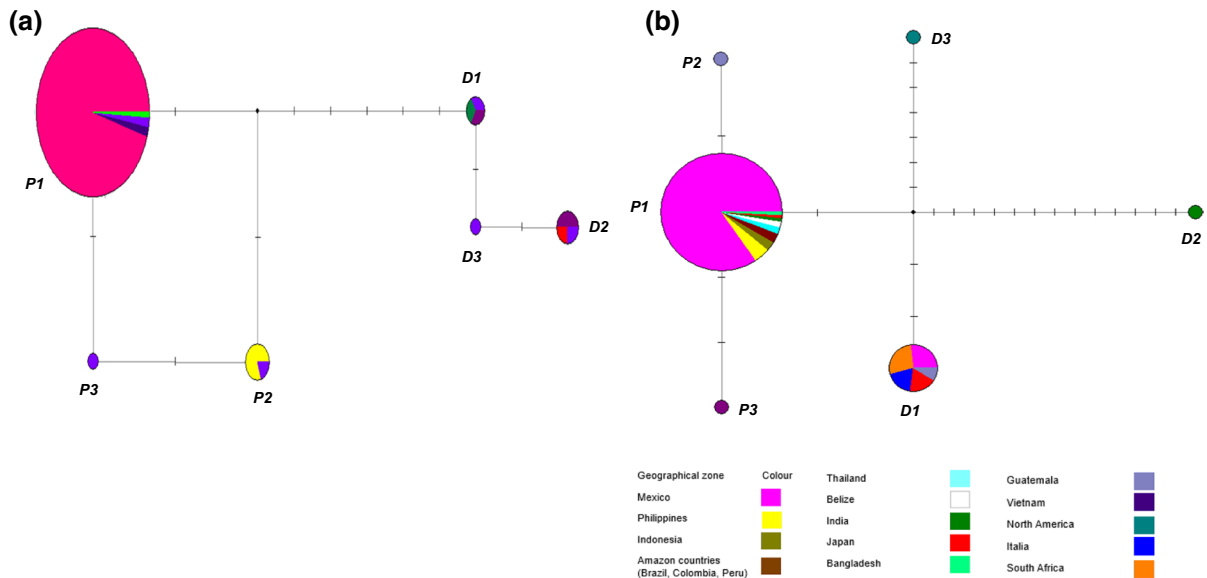 (a)
(b)
P1
D1
D3
D2
P3
P2
P2
D3
P1
D2
P3
D1
Geographical zone Colour
Mexico
Philippines
Indonesia
Amazon countries
(Brazil, Colombia, Peru)
Thailand
Belize
India
Japan
Bangladesh
Guatemala
Vietnam
North America
Italia
South Africa